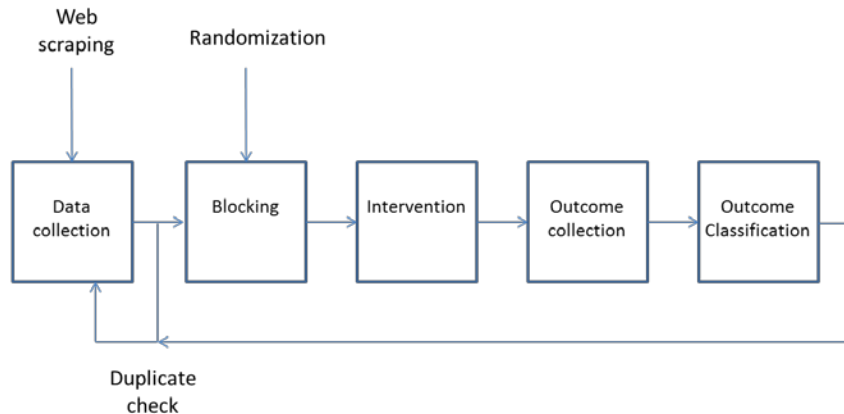 Web
scraping
Randomization
Data
collection
Blocking
Intervention
Outcome
collection
Outcome
Classification
Duplicate
check